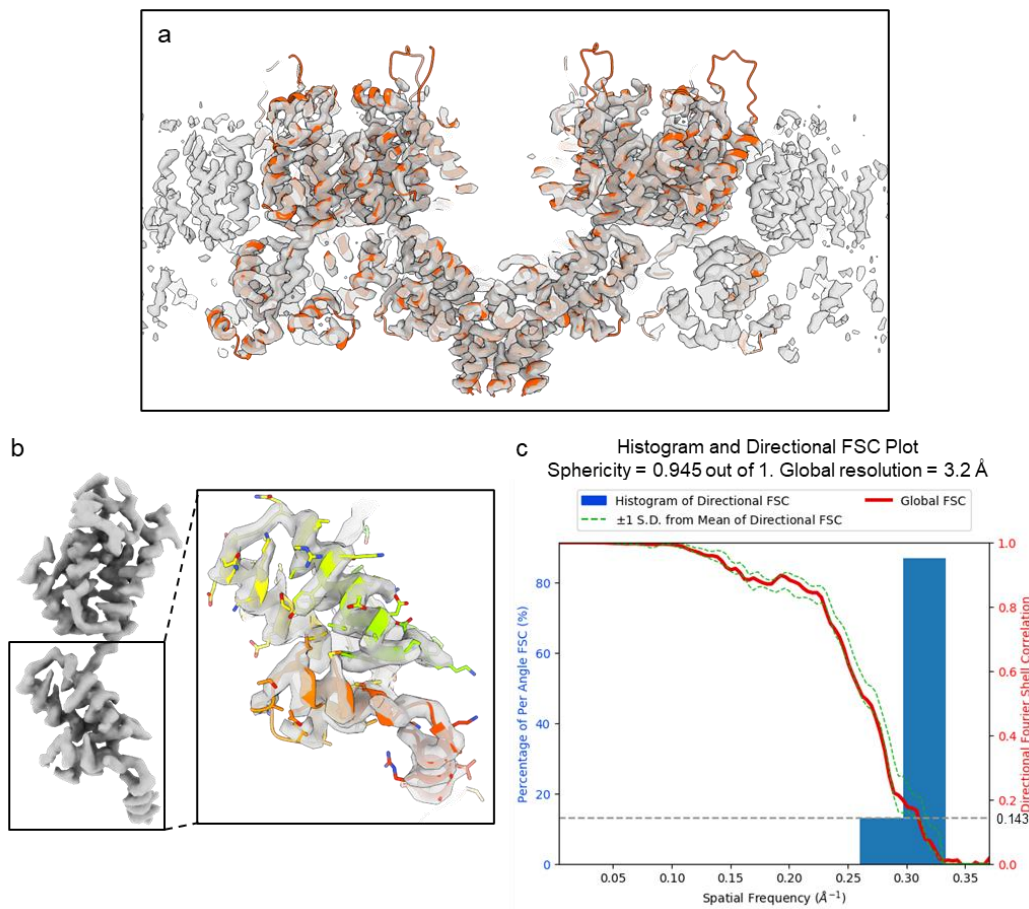 a
b
c
Histogram and Directional FSC Plot
Sphericity = 0.945 out of 1. Global resolution = 3.2 Å
Histogram of Directional FSC
Global FSC
±1 S.D. from Mean of Directional FSC
Percentage of Per Angle FSC (%)
80
60
40
20
0
Directional Fourier Shell Correlation
1.0
0.8
0.6
0.4
0.2
0.143
0.0
0.05 0.10 0.15 0.20 0.25 0.30 0.35
Spatial Frequency (Å⁻¹)